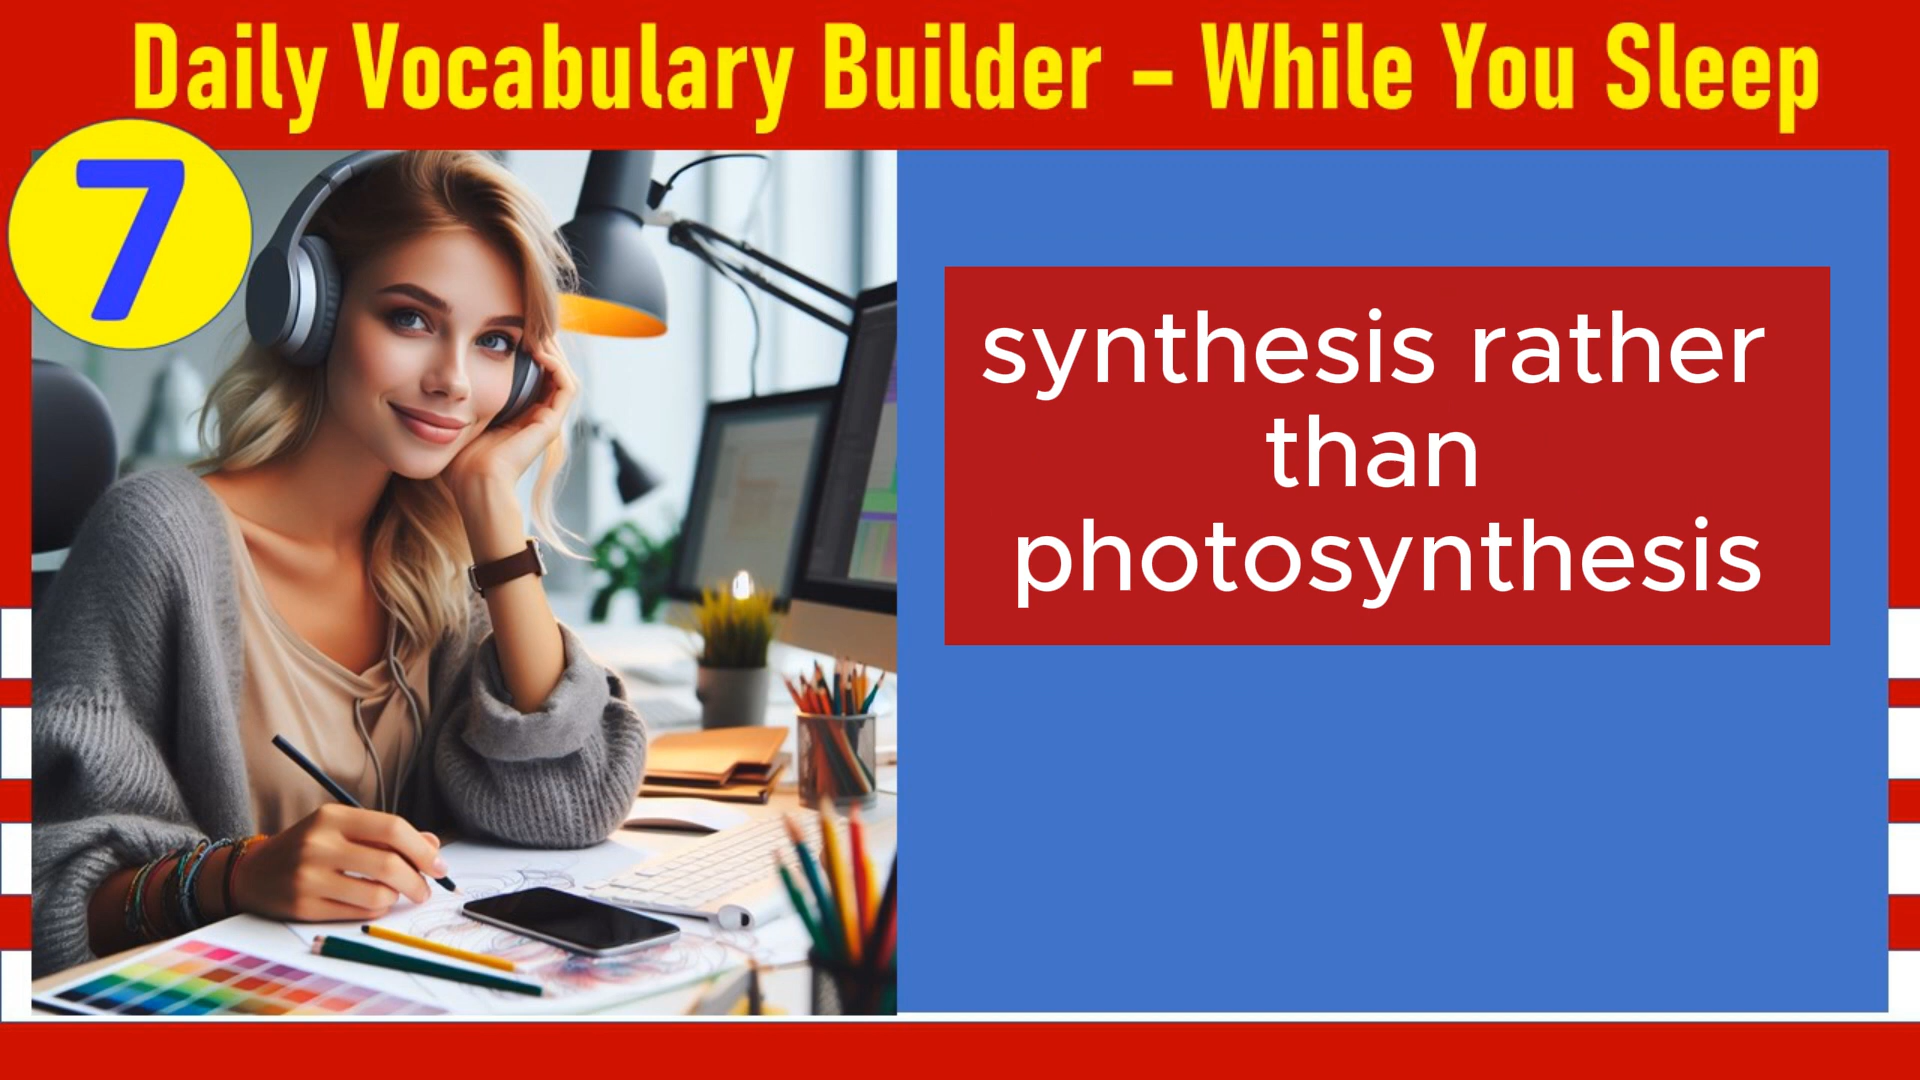 Daily Vocabulary Builder – While You Sleep
7
synthesis rather
than
photosynthesis